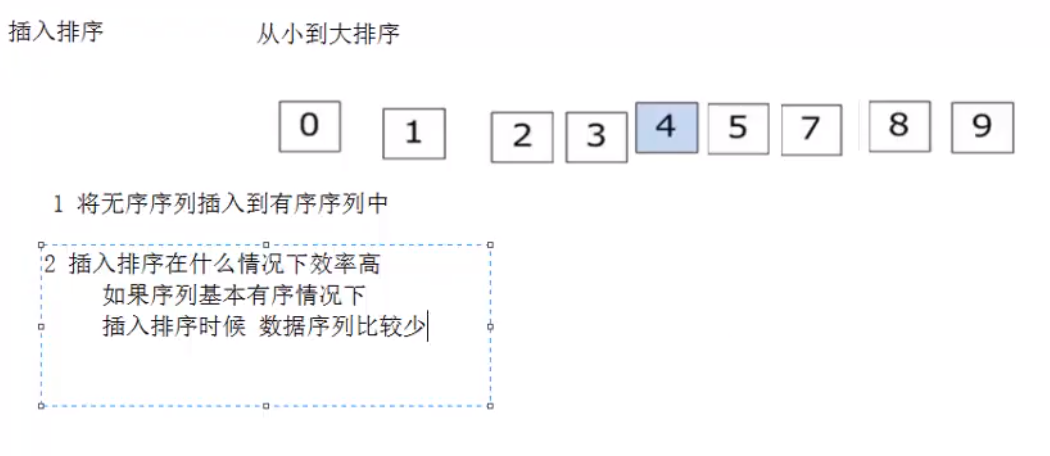 插入排序 从小到大排序
0 1 2 3 4 5 7 8 9
1 将无序序列插入到有序序列中
2 插入排序在什么情况下效率高
如果序列基本有序情况下
插入排序时候 数据序列比较少